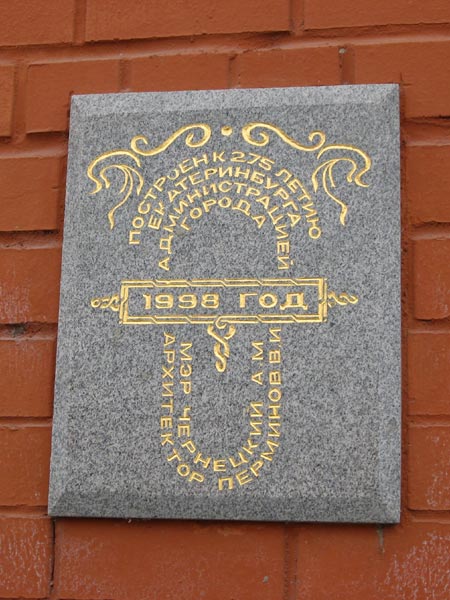 ПОСТРОЕН К 275 ЛЕТИЮ
ЕКАТЕРИНБУРГА
АДМИНИСТРАЦИЕЙ
ГОРОДА
1998 ГОД
МЭР ЧЕРНЕЦКИЙ А М
АРХИТЕКТОР ПЕРМИНОВ В И